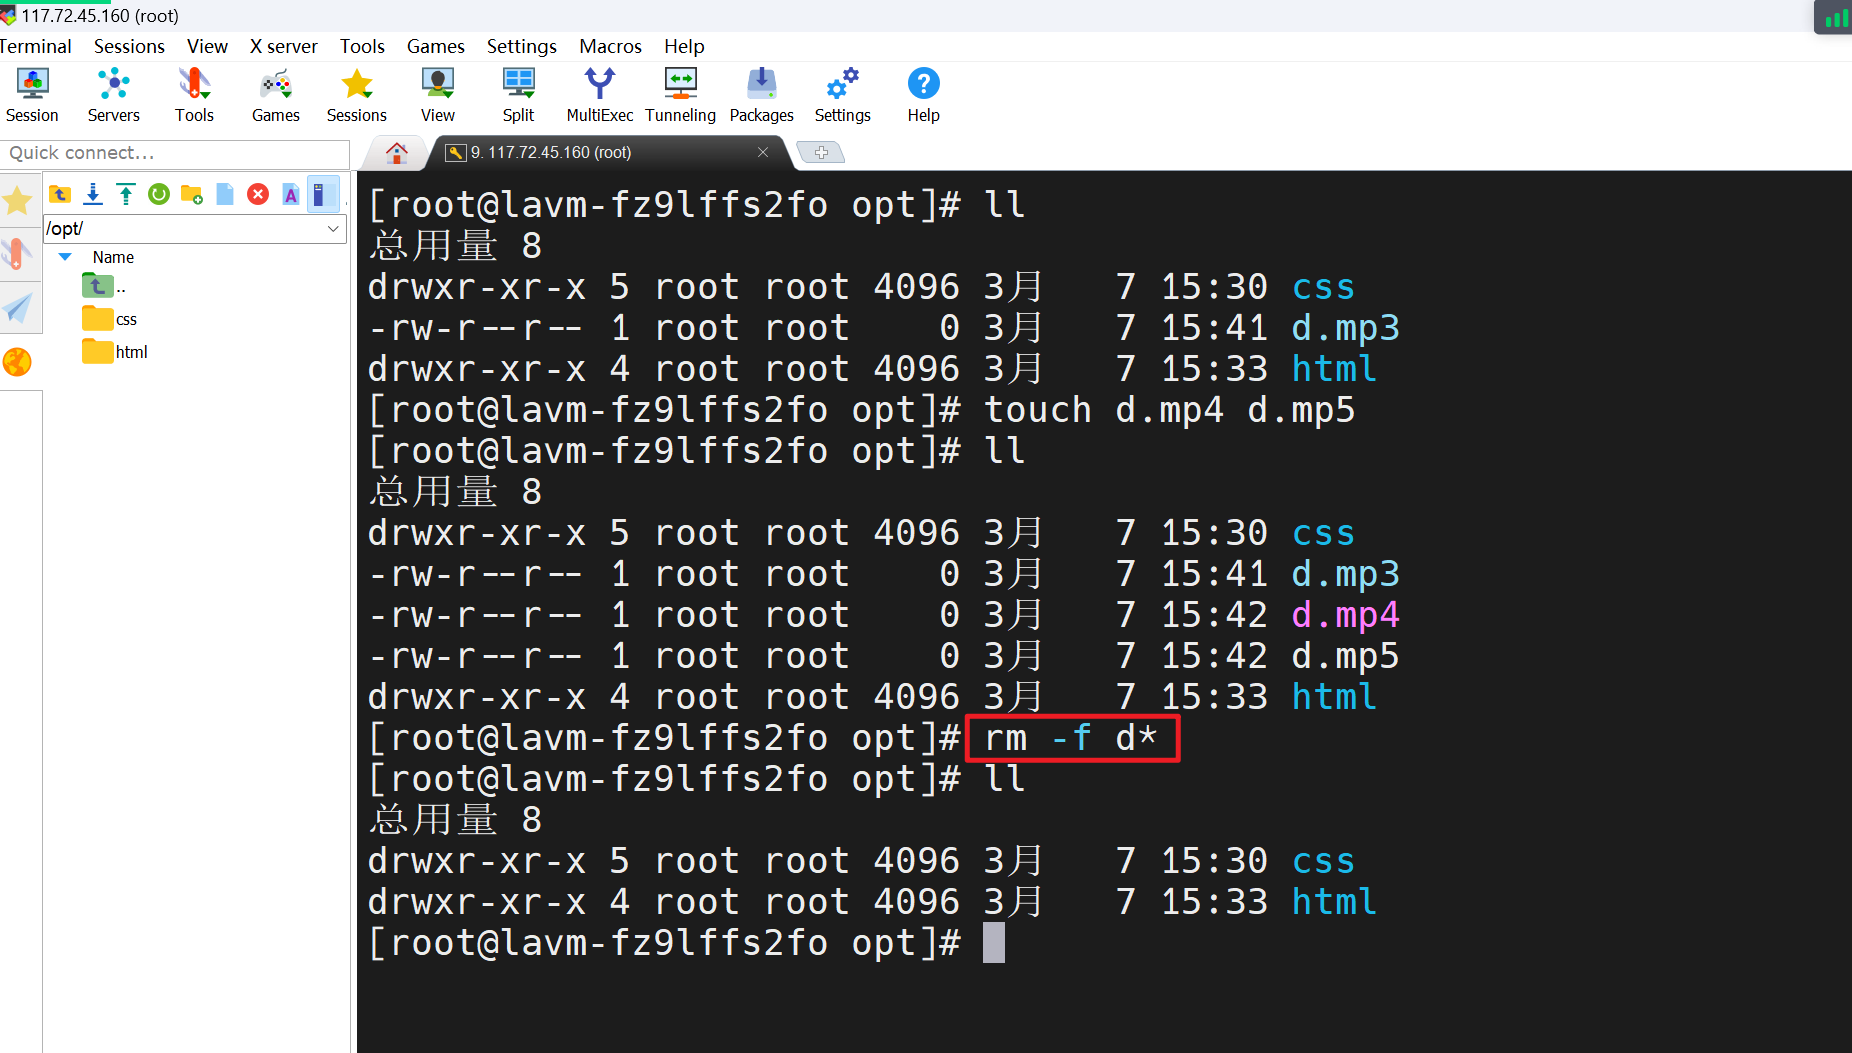 117.72.45.160 (root)
Terminal Sessions View X server Tools Games Settings Macros Help
Session Servers Tools Games Sessions View Split MultiExec Tunneling Packages Settings Help
Quick connect...
9. 117.72.45.160 (root)
/opt/
Name
..
css
html
[root@lavm-fz9lffs2fo opt]# ll
总用量 8
drwxr-xr-x 5 root root 4096 3月   7 15:30 css
-rw-r--r-- 1 root root    0 3月   7 15:41 d.mp3
drwxr-xr-x 4 root root 4096 3月   7 15:33 html
[root@lavm-fz9lffs2fo opt]# touch d.mp4 d.mp5
[root@lavm-fz9lffs2fo opt]# ll
总用量 8
drwxr-xr-x 5 root root 4096 3月   7 15:30 css
-rw-r--r-- 1 root root    0 3月   7 15:41 d.mp3
-rw-r--r-- 1 root root    0 3月   7 15:42 d.mp4
-rw-r--r-- 1 root root    0 3月   7 15:42 d.mp5
drwxr-xr-x 4 root root 4096 3月   7 15:33 html
[root@lavm-fz9lffs2fo opt]# rm -f d*
[root@lavm-fz9lffs2fo opt]# ll
总用量 8
drwxr-xr-x 5 root root 4096 3月   7 15:30 css
drwxr-xr-x 4 root root 4096 3月   7 15:33 html
[root@lavm-fz9lffs2fo opt]#